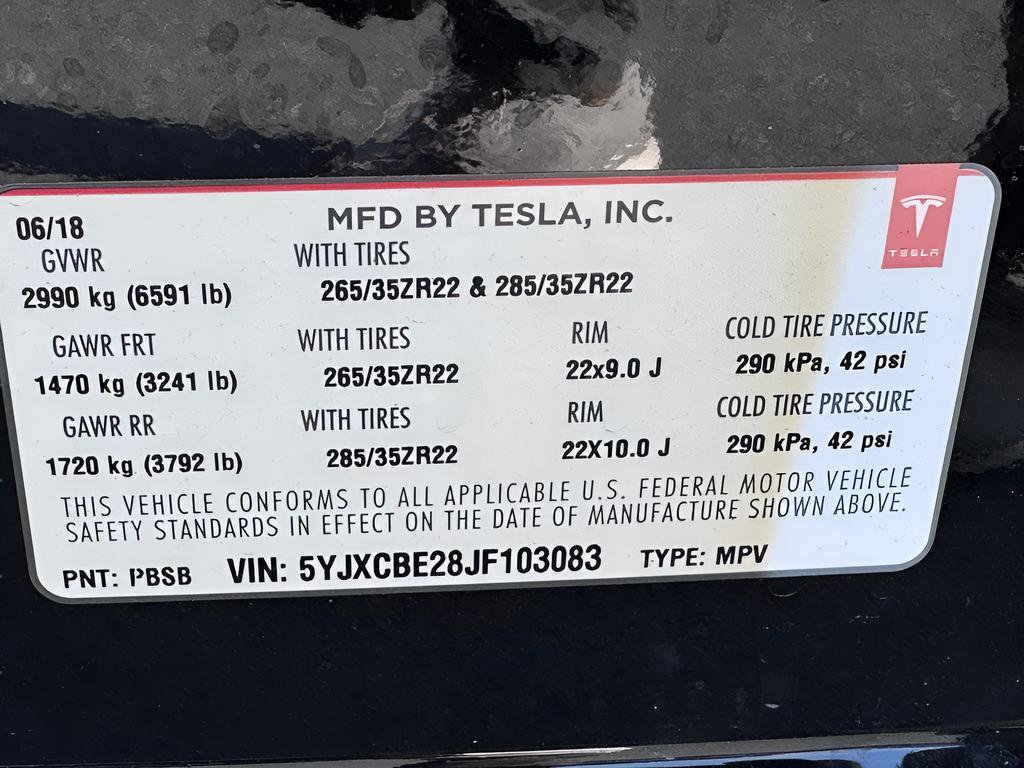 06/18 MFD BY TESLA, INC.
TESLA
GVWR WITH TIRES
2990 kg (6591 lb) 265/35ZR22 & 285/35ZR22
GAWR FRT WITH TIRES RIM COLD TIRE PRESSURE
1470 kg (3241 lb) 265/35ZR22 22x9.0 J 290 kPa, 42 psi
GAWR RR WITH TIRES RIM COLD TIRE PRESSURE
1720 kg (3792 lb) 285/35ZR22 22X10.0 J 290 kPa, 42 psi
THIS VEHICLE CONFORMS TO ALL APPLICABLE U.S. FEDERAL MOTOR VEHICLE
SAFETY STANDARDS IN EFFECT ON THE DATE OF MANUFACTURE SHOWN ABOVE.
PNT: PBSB VIN: 5YJXCBE28JF103083 TYPE: MPV